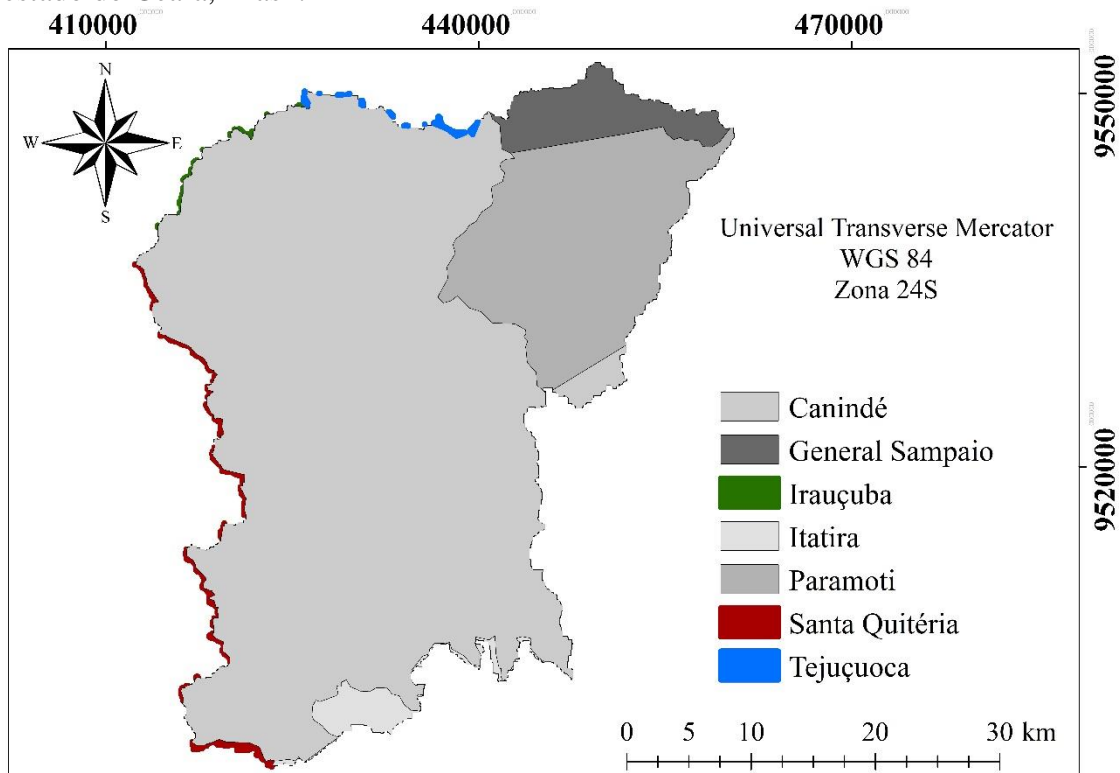 410000 440000 470000
N
W E
S
9550000
9520000
Universal Transverse Mercator
WGS 84
Zona 24S
Canindé
General Sampaio
Irauçuba
Itatira
Paramoti
Santa Quitéria
Tejuçuoca
0 5 10 20 30 km